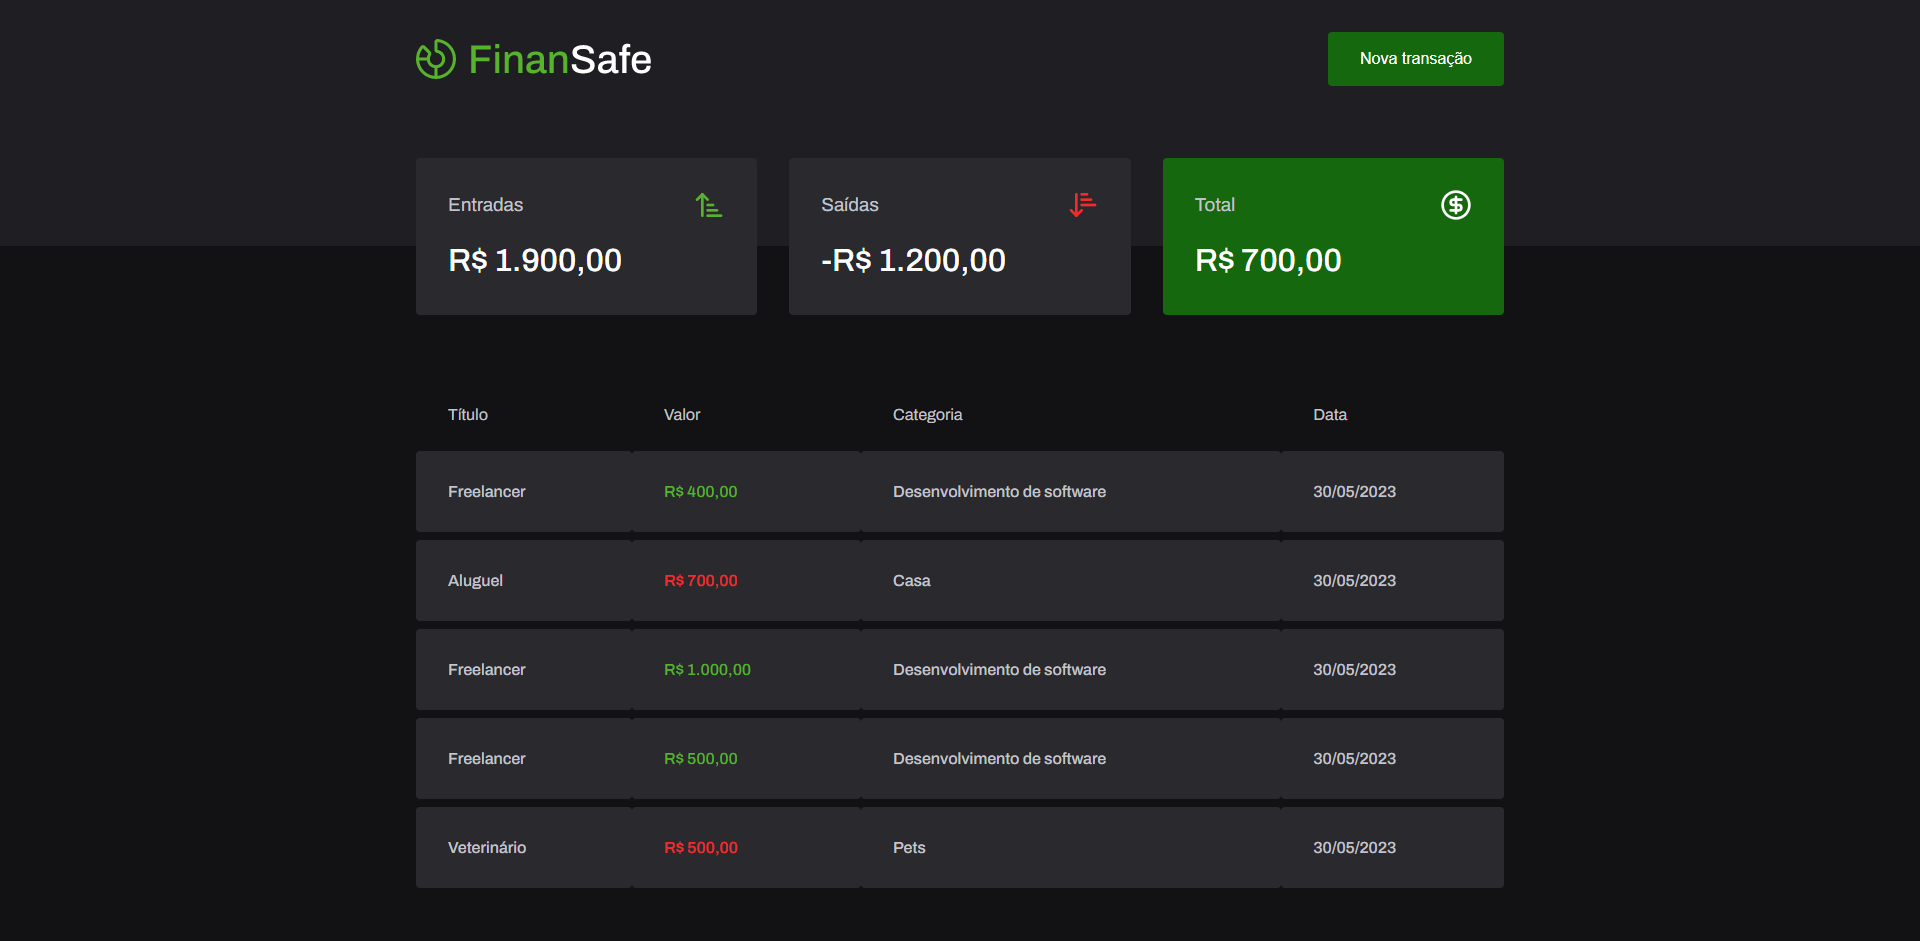 FinanSafe Nova transação
Entradas Saídas Total
R$ 1.900,00 -R$ 1.200,00 R$ 700,00
Título Valor Categoria Data
Freelancer R$ 400,00 Desenvolvimento de software 30/05/2023
Aluguel R$ 700,00 Casa 30/05/2023
Freelancer R$ 1.000,00 Desenvolvimento de software 30/05/2023
Freelancer R$ 500,00 Desenvolvimento de software 30/05/2023
Veterinário R$ 500,00 Pets 30/05/2023